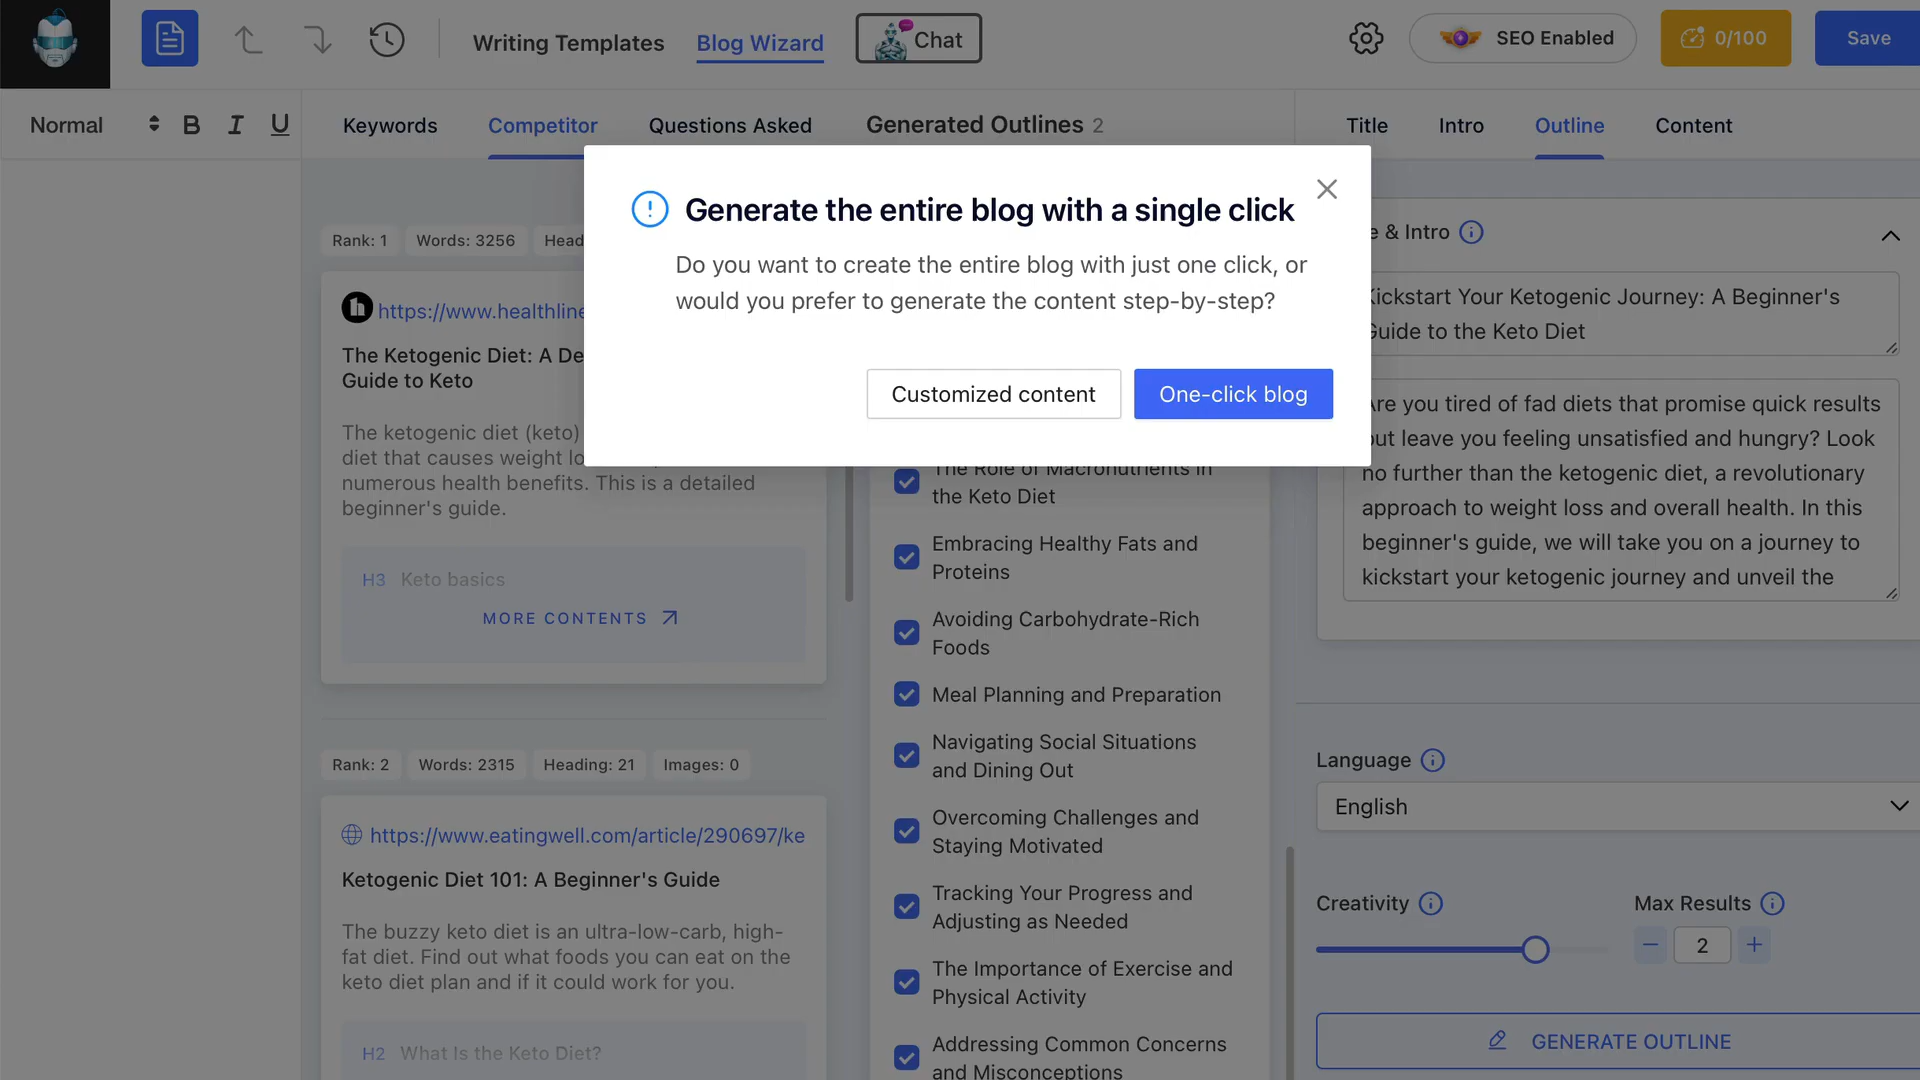 Writing Templates
Blog Wizard
Chat
SEO Enabled
0/100
Save
Normal
B
I
U
Keywords
Competitor
Questions Asked
Generated Outlines 2
Title
Intro
Outline
Content
Generate the entire blog with a single click
Do you want to create the entire blog with just one click, or
would you prefer to generate the content step-by-step?
Customized content
One-click blog
Rank: 1
Words: 3256
Head
https://www.healthline
The Ketogenic Diet: A De
Guide to Keto
The ketogenic diet (keto)
diet that causes weight lo
numerous health benefits. This is a detailed
beginner's guide.
H3 Keto basics
MORE CONTENTS
Rank: 2
Words: 2315
Heading: 21
Images: 0
https://www.eatingwell.com/article/290697/ke
Ketogenic Diet 101: A Beginner's Guide
The buzzy keto diet is an ultra-low-carb, high-
fat diet. Find out what foods you can eat on the
keto diet plan and if it could work for you.
H2 What Is the Keto Diet?
The Role of Macronutrients in
the Keto Diet
Embracing Healthy Fats and
Proteins
Avoiding Carbohydrate-Rich
Foods
Meal Planning and Preparation
Navigating Social Situations
and Dining Out
Overcoming Challenges and
Staying Motivated
Tracking Your Progress and
Adjusting as Needed
The Importance of Exercise and
Physical Activity
Addressing Common Concerns
and Misconceptions
e & Intro
Kickstart Your Ketogenic Journey: A Beginner's
Guide to the Keto Diet
Are you tired of fad diets that promise quick results
but leave you feeling unsatisfied and hungry? Look
no further than the ketogenic diet, a revolutionary
approach to weight loss and overall health. In this
beginner's guide, we will take you on a journey to
kickstart your ketogenic journey and unveil the
Language
English
Creativity
Max Results
− 2 +
GENERATE OUTLINE